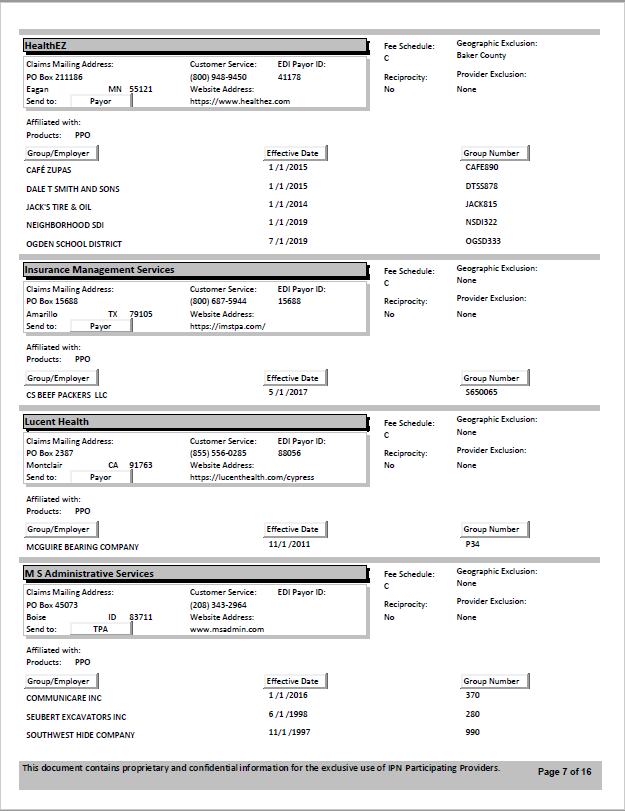 HealthEZ
Fee Schedule: Geographic Exclusion:
C Baker County
Claims Mailing Address: Customer Service: EDI Payor ID:
PO Box 211186 (800) 948-9450 41178 Reciprocity: Provider Exclusion:
Eagan MN 55121 Website Address: No None
Send to: Payor https://www.healthez.com
Affiliated with:
Products: PPO
Group/Employer Effective Date Group Number
CAFÉ ZUPAS 1 /1 /2015 CAFE890
DALE T SMITH AND SONS 1 /1 /2015 DTSS878
JACK'S TIRE & OIL 1 /1 /2014 JACK815
NEIGHBORHOOD SDI 1 /1 /2019 NSDI322
OGDEN SCHOOL DISTRICT 7 /1 /2019 OGSD333
Insurance Management Services
Fee Schedule: Geographic Exclusion:
C None
Claims Mailing Address: Customer Service: EDI Payor ID:
PO Box 15688 (800) 687-5944 15688 Reciprocity: Provider Exclusion:
Amarillo TX 79105 Website Address: No None
Send to: Payor https://imstpa.com/
Affiliated with:
Products: PPO
Group/Employer Effective Date Group Number
CS BEEF PACKERS LLC 5 /1 /2017 S650065
Lucent Health
Fee Schedule: Geographic Exclusion:
C None
Claims Mailing Address: Customer Service: EDI Payor ID:
PO Box 2387 (855) 556-0285 88056 Reciprocity: Provider Exclusion:
Montclair CA 91763 Website Address: No None
Send to: Payor https://lucenthealth.com/cypress
Affiliated with:
Products: PPO
Group/Employer Effective Date Group Number
MCGUIRE BEARING COMPANY 11/1 /2011 P34
M S Administrative Services
Fee Schedule: Geographic Exclusion:
C None
Claims Mailing Address: Customer Service: EDI Payor ID:
PO Box 45073 (208) 343-2964 Reciprocity: Provider Exclusion:
Boise ID 83711 Website Address: No None
Send to: TPA www.msadmin.com
Affiliated with:
Products: PPO
Group/Employer Effective Date Group Number
COMMUNICARE INC 1 /1 /2016 370
SEUBERT EXCAVATORS INC 6 /1 /1998 280
SOUTHWEST HIDE COMPANY 11/1 /1997 990
This document contains proprietary and confidential information for the exclusive use of IPN Participating Providers. Page 7 of 16